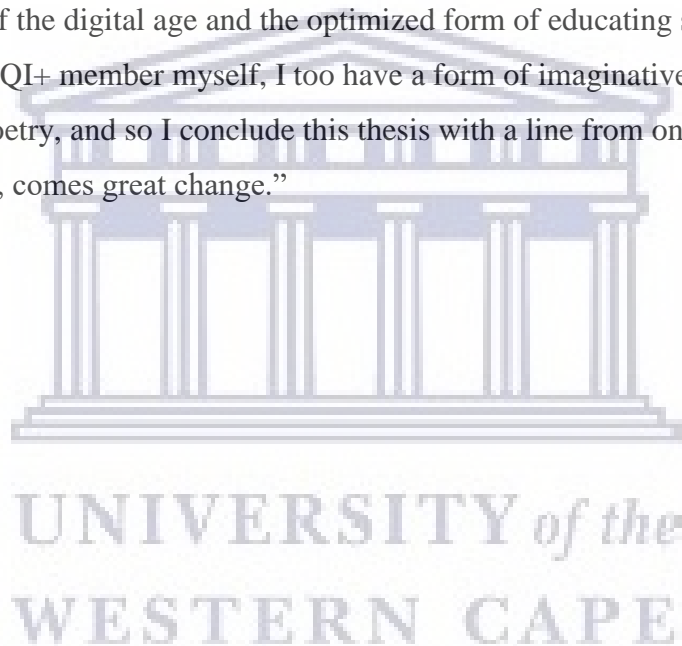 f the digital age and the optimized form of educating
QI+ member myself, I too have a form of imaginative
oetry, and so I conclude this thesis with a line from on
, comes great change.”
UNIVERSITY of the
WESTERN CAPE